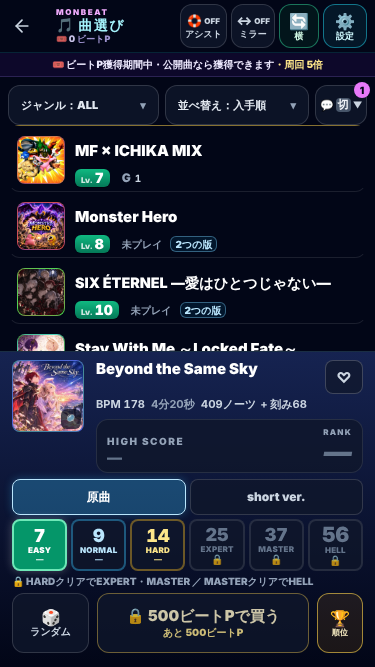 MONBEAT
🎵 曲選び
🎟️ 0 ビートP
🛟 OFF
アシスト
↔ OFF
ミラー
🔄
横
⚙️
設定
🎟️ ビートP獲得期間中・公開曲なら獲得できます・周回 5倍
ジャンル：ALL ▼
並べ替え：入手順 ▼
💬 切 ▼
1
MF × ICHIKA MIX
Lv. 7 G 1
Monster Hero
Lv. 8 未プレイ 2つの版
SIX ÉTERNEL —愛はひとつじゃない—
Lv. 10 未プレイ 2つの版
Stay With Me ～Locked Fate～
Beyond the Same Sky
♡
BPM 178 4分20秒 409ノーツ ＋刻み68
HIGH SCORE
—
RANK
—
原曲
short ver.
7
EASY
—
9
NORMAL
—
14
HARD
—
25
EXPERT
🔒
37
MASTER
🔒
56
HELL
🔒
🔒 HARDクリアでEXPERT・MASTER ／ MASTERクリアでHELL
🎲
ランダム
🔒 500ビートPで買う
あと 500ビートP
🏆
順位